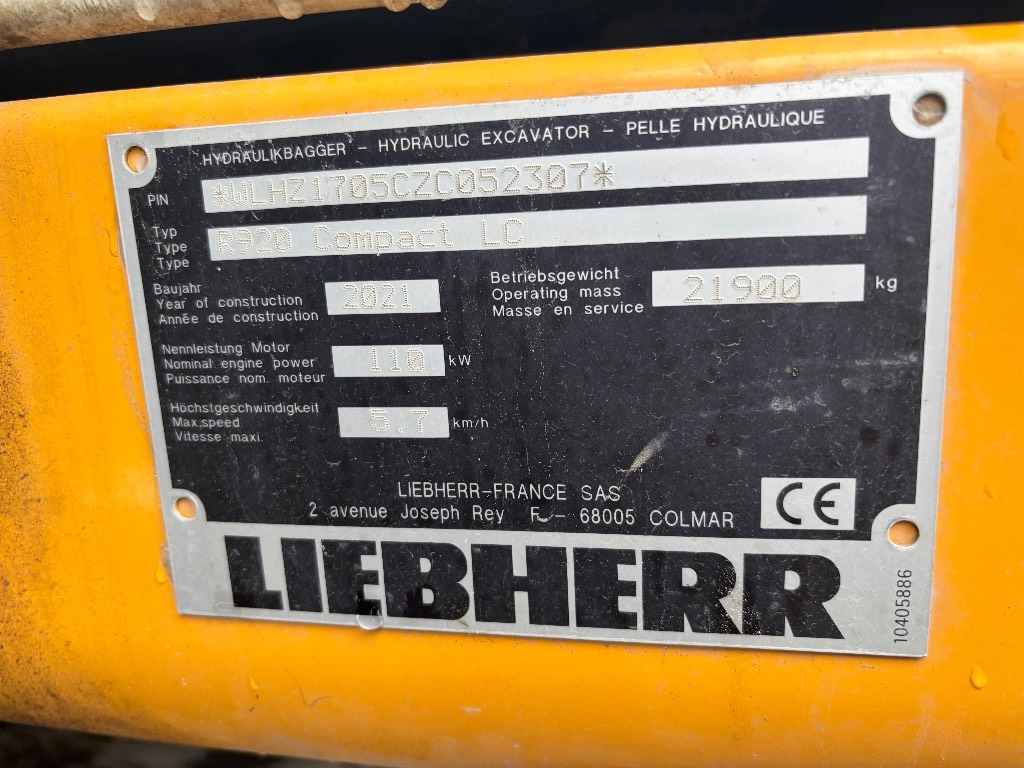 HYDRAULIKBAGGER - HYDRAULIC EXCAVATOR - PELLE HYDRAULIQUE
PIN *WLHZ1705CZC052307*
Typ
Type R920 Compact LC
Type
Baujahr
Year of construction 2021
Année de construction
Betriebsgewicht
Operating mass 21900 kg
Masse en service
Nennleistung Motor
Nominal engine power 110 kW
Puissance nom. moteur
Höchstgeschwindigkeit
Max.speed 5.7 km/h
Vitesse maxi.
LIEBHERR-FRANCE SAS
2 avenue Joseph Rey F - 68005 COLMAR
CE
LIEBHERR
10405886